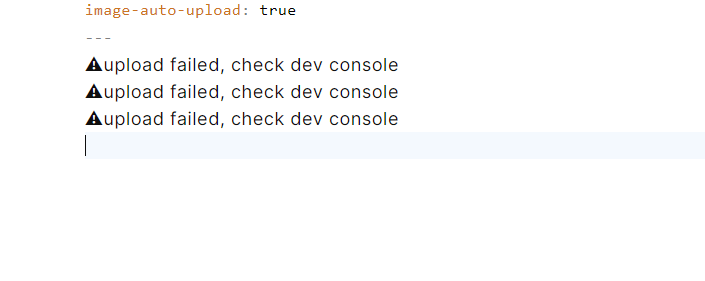 image-auto-upload: true
---
⚠upload failed, check dev console
⚠upload failed, check dev console
⚠upload failed, check dev console